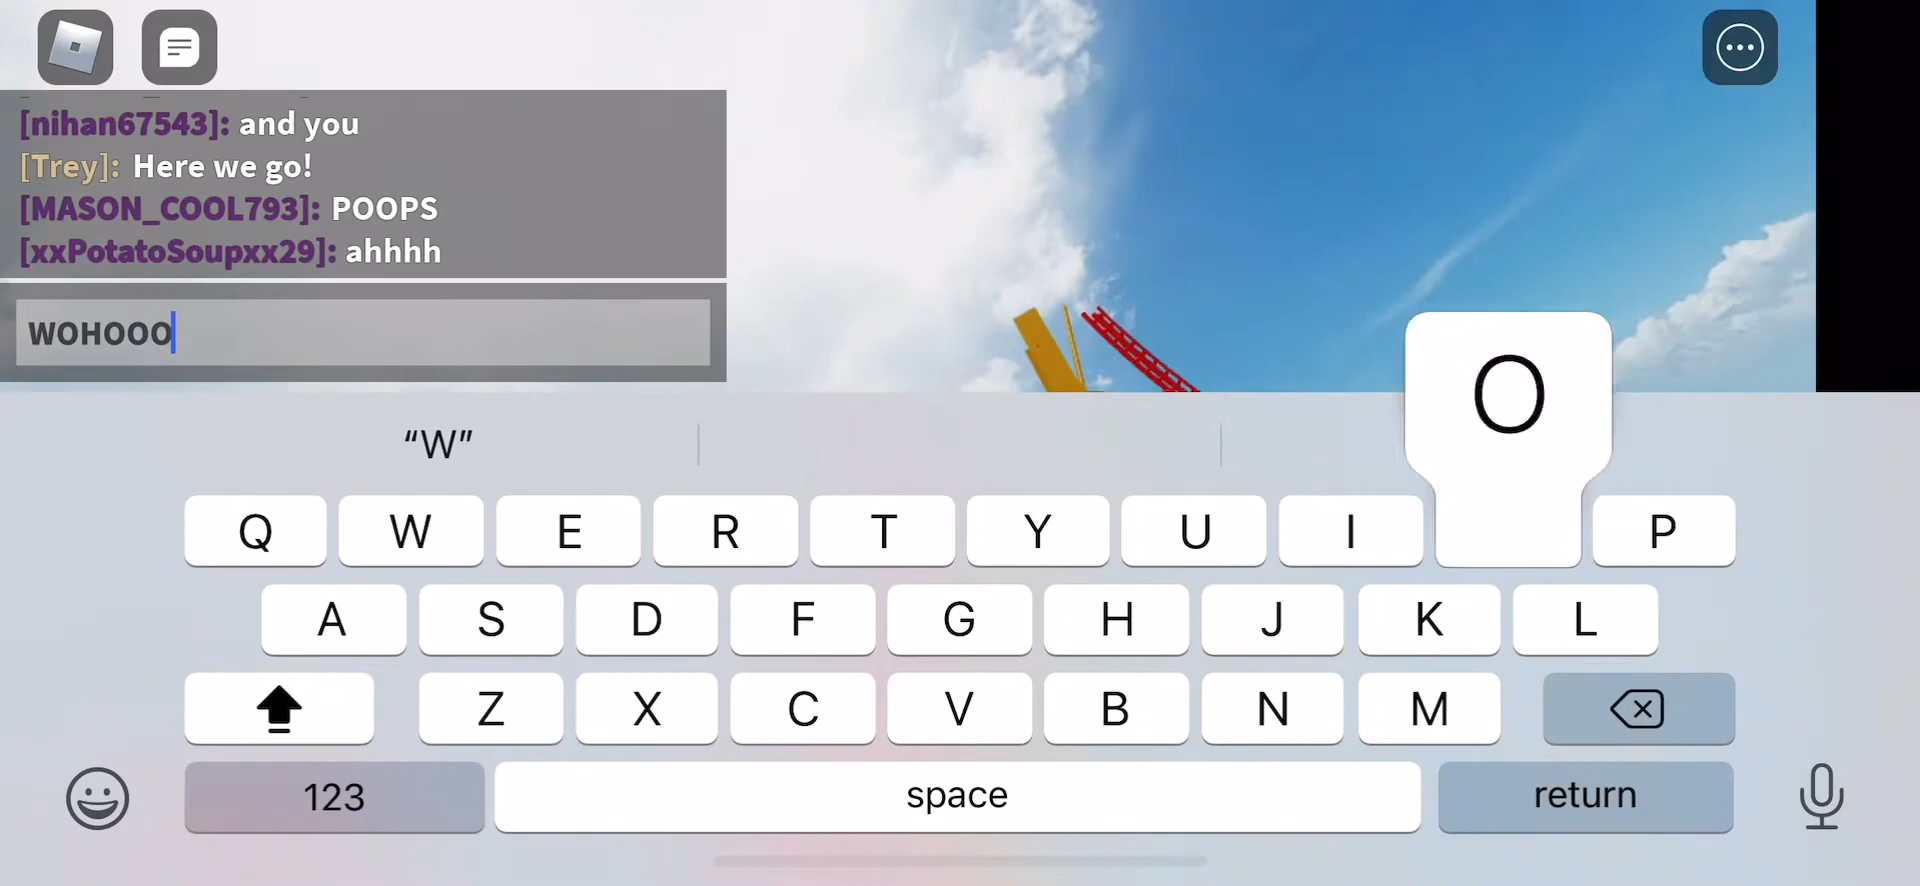 [nihan67543]: and you
[Trey]: Here we go!
[MASON_COOL793]: POOPS
[xxPotatoSoupxx29]: ahhhh
WOHOOO
“W”
O
Q W E R T Y U I P
A S D F G H J K L
Z X C V B N M
123 space return